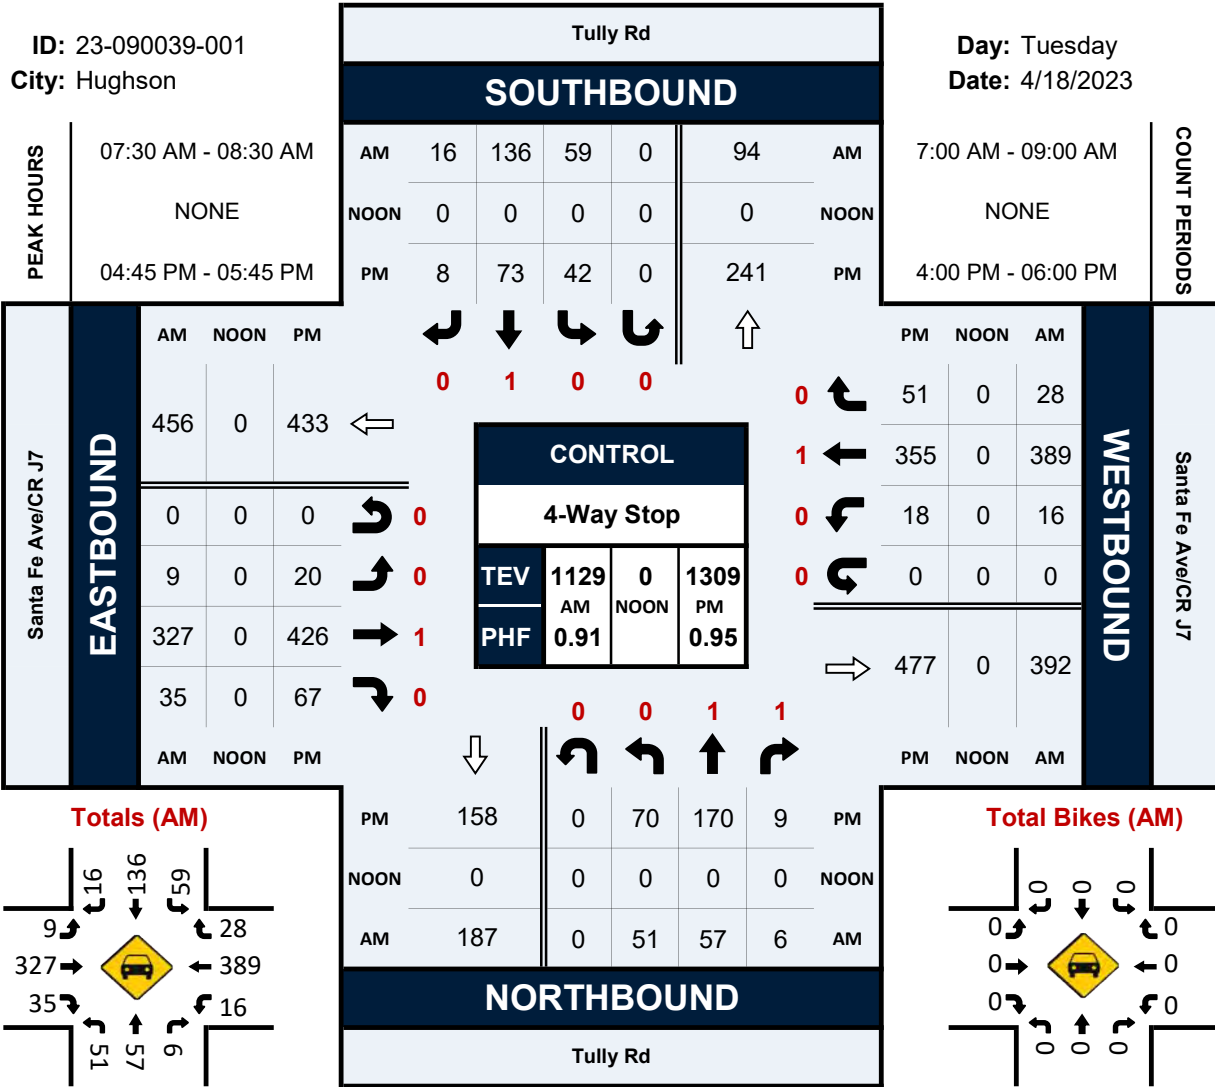 ID: 23-090039-001
City: Hughson
Tully Rd
SOUTHBOUND
Day: Tuesday
Date: 4/18/2023
PEAK HOURS
07:30 AM - 08:30 AM
NONE
04:45 PM - 05:45 PM
AM 16 136 59 0 94 AM
NOON 0 0 0 0 0 NOON
PM 8 73 42 0 241 PM
7:00 AM - 09:00 AM
NONE
4:00 PM - 06:00 PM
COUNT PERIODS
0 1 0 0
Santa Fe Ave/CR J7
EASTBOUND
AM NOON PM
456 0 433
0 0 0 0
9 0 20 0
327 0 426 1
35 0 67 0
AM NOON PM
CONTROL
4-Way Stop
TEV 1129 0 1309
AM NOON PM
PHF 0.91 0.95
PM NOON AM
0 51 0 28
1 355 0 389
0 18 0 16
0 0 0 0
477 0 392
PM NOON AM
WESTBOUND
Santa Fe Ave/CR J7
0 0 1 1
PM 158 0 70 170 9 PM
NOON 0 0 0 0 0 NOON
AM 187 0 51 57 6 AM
NORTHBOUND
Tully Rd
Totals (AM)
16 136 59
9 28
327 389
35 16
51 57 6
Total Bikes (AM)
0 0 0
0 0
0 0
0 0
0 0 0